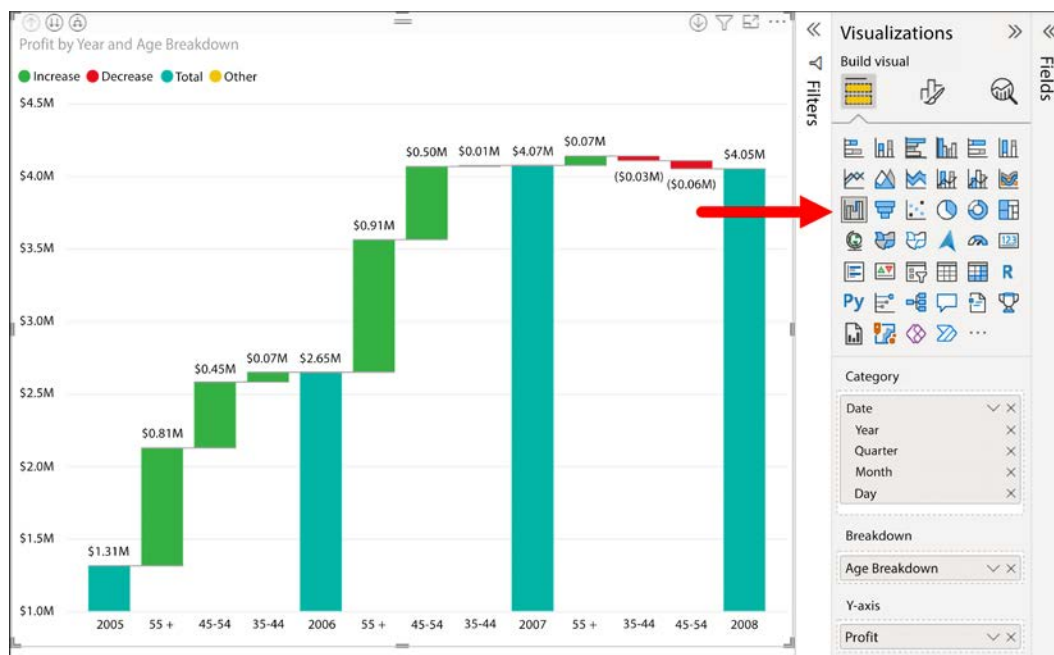 Profit by Year and Age Breakdown
Increase Decrease Total Other
$4.5M
$4.0M
$3.5M
$3.0M
$2.5M
$2.0M
$1.5M
$1.0M
$1.31M
$0.81M
$0.45M
$0.07M
$2.65M
$0.91M
$0.50M
$0.01M
$4.07M
$0.07M
($0.03M)
($0.06M)
$4.05M
2005 55 + 45-54 35-44 2006 55 + 45-54 35-44 2007 55 + 35-44 45-54 2008
Filters
Visualizations
Build visual
123
R
Py
Category
Date
Year
Quarter
Month
Day
Breakdown
Age Breakdown
Y-axis
Profit
Fields